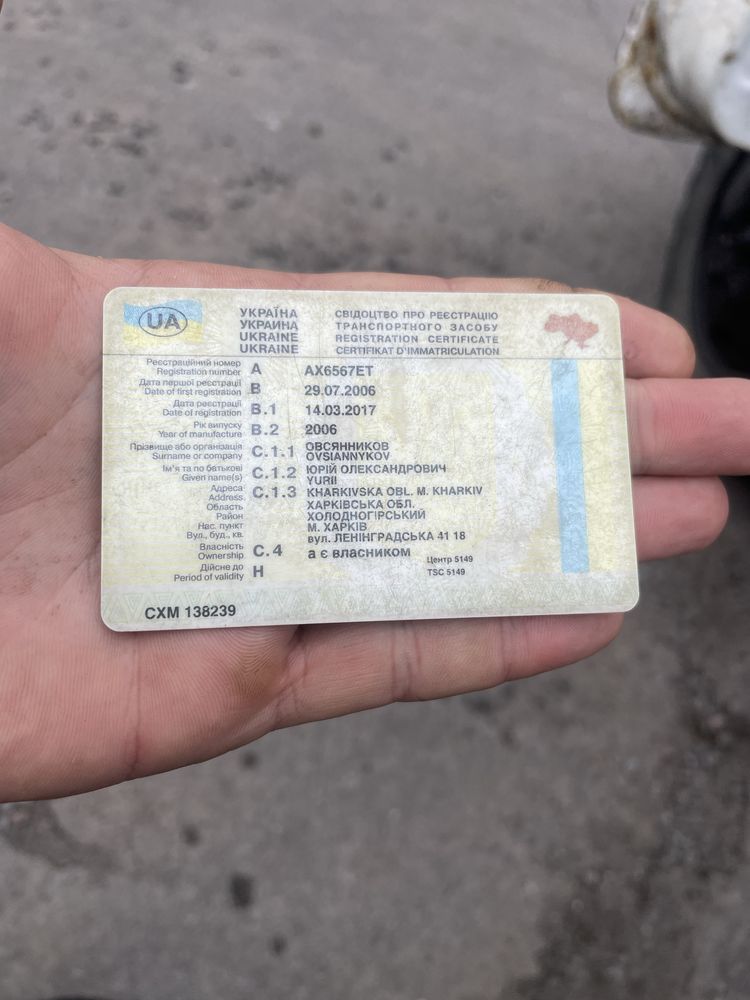 UA
УКРАЇНА
УКРАИНА
UKRAINE
UKRAINE
СВІДОЦТВО ПРО РЕЄСТРАЦІЮ
ТРАНСПОРТНОГО ЗАСОБУ
REGISTRATION CERTIFICATE
CERTIFIKAT D'IMMATRICULATION
Реєстраційний номер
Registration number A AX6567ET
Дата першої реєстрації
Date of first registration B 29.07.2006
Дата реєстрації
Date of registration B.1 14.03.2017
Рік випуску
Year of manufacture B.2 2006
Прізвище або організація
Surname or company C.1.1 ОВСЯННИКОВ
OVSIANNYKOV
Ім'я та по батькові
Given name(s) C.1.2 ЮРІЙ ОЛЕКСАНДРОВИЧ
YURII
Адреса
Address C.1.3 KHARKIVSKA OBL. M. KHARKIV
Область ХАРКІВСЬКА ОБЛ.
Район ХОЛОДНОГІРСЬКИЙ
Нас. пункт М. ХАРКІВ
Вул., буд., кв. вул. ЛЕНІНГРАДСЬКА 41 18
Власність
Ownership C.4 а є власником
Дійсне до
Period of validity H
Центр 5149
TSC 5149
CXM 138239